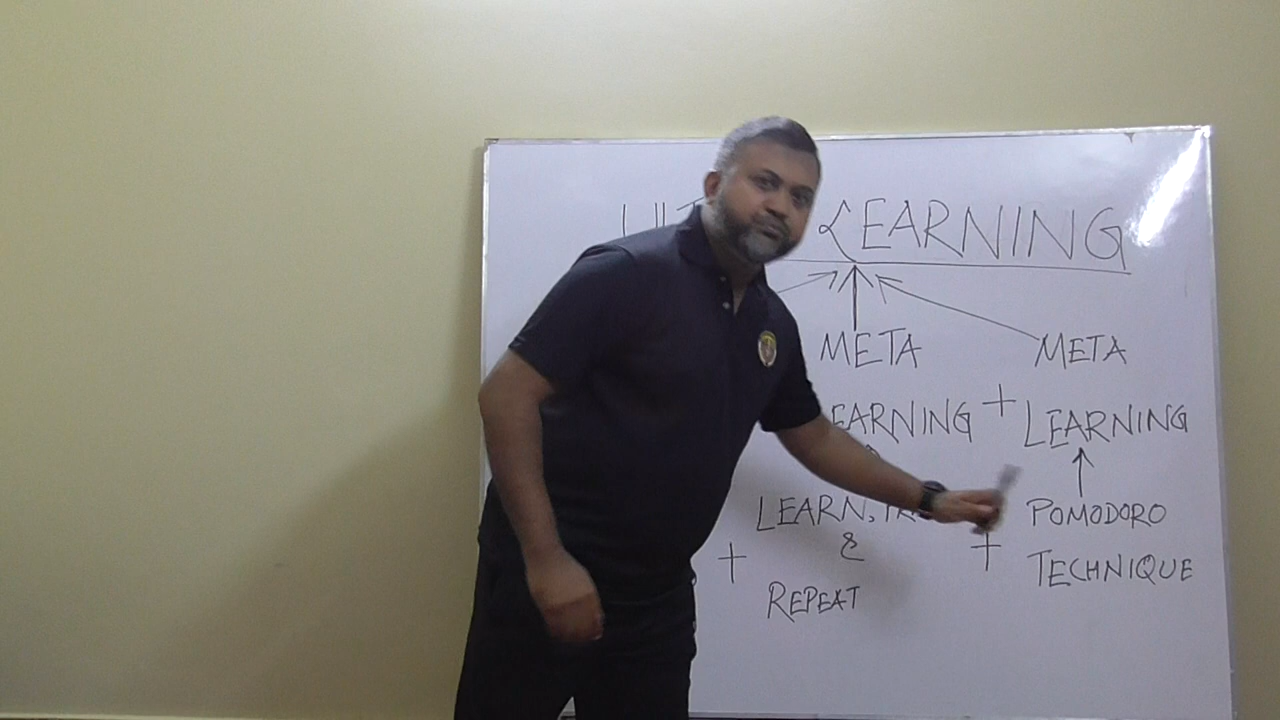 LEARNING
META META
LEARNING + LEARNING
LEARN,
POMODORO
& +
+ TECHNIQUE
REPEAT